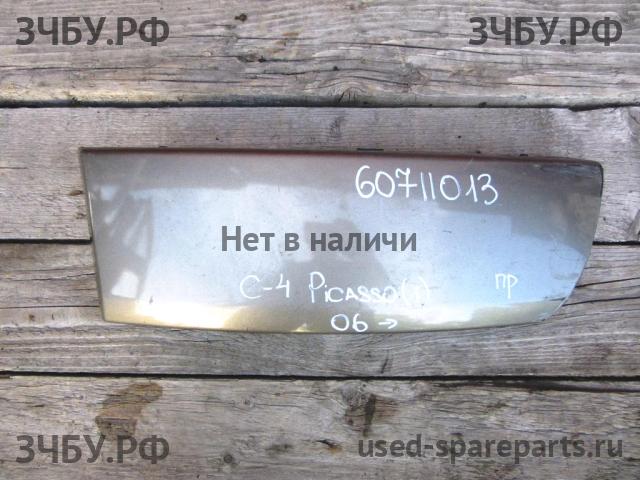 ЗЧБУ.РФ ЗЧБУ.РФ
60711013
Нет в наличи
C-4 Picasso(1) пр
06 →
ЗЧБУ.РФ used-spareparts.ru